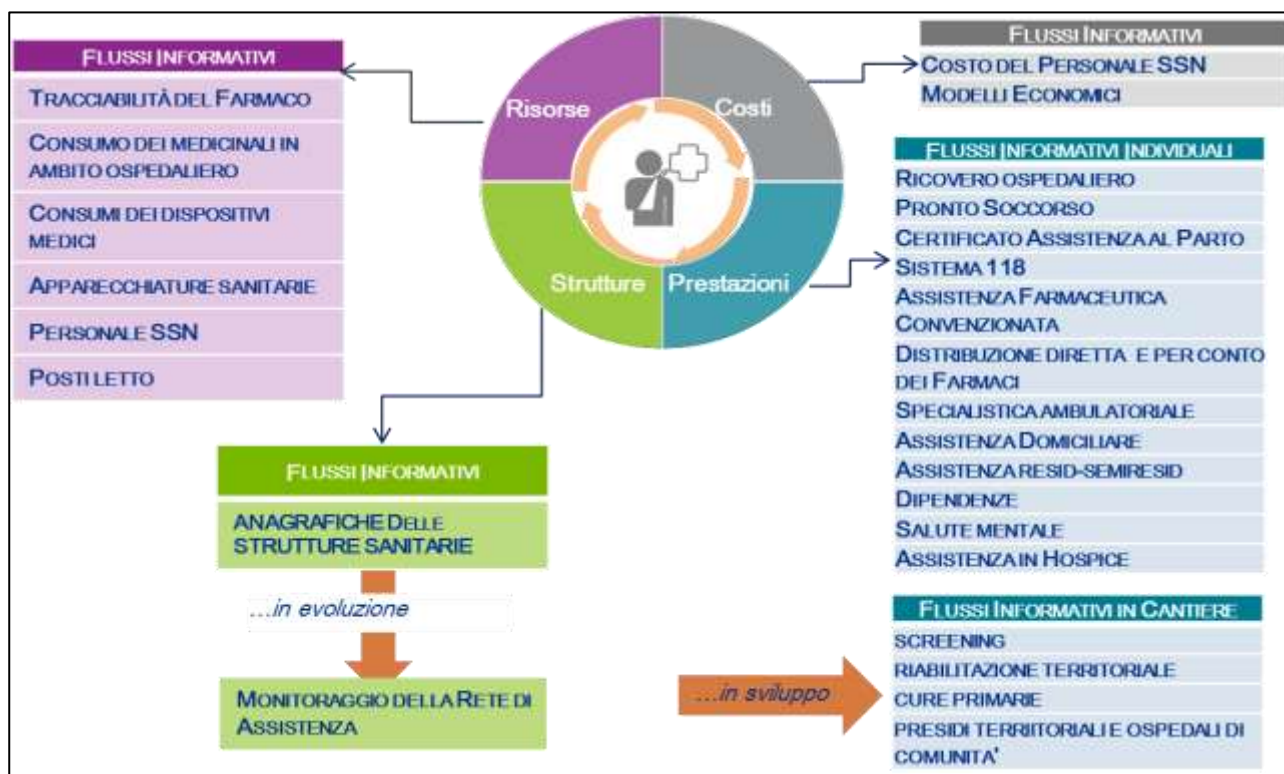 FLUSSI INFORMATIVI
TRACCIABILITÀ DEL FARMACO
CONSUMO DEI MEDICINALI IN
AMBITO OSPEDALIERO
CONSUMI DEI DISPOSITIVI
MEDICI
APPARECCHIATURE SANITARIE
PERSONALE SSN
POSTI LETTO
Risorse
Costi
Strutture
Prestazioni
FLUSSI INFORMATIVI
COSTO DEL PERSONALE SSN
MODELLI ECONOMICI
FLUSSI INFORMATIVI INDIVIDUALI
RICOVERO OSPEDALIERO
PRONTO SOCCORSO
CERTIFICATO ASSISTENZA AL PARTO
SISTEMA 118
ASSISTENZA FARMACEUTICA
CONVENZIONATA
DISTRIBUZIONE DIRETTA E PER CONTO
DEI FARMACI
SPECIALISTICA AMBULATORIALE
ASSISTENZA DOMICILIARE
ASSISTENZA RESID-SEMIRESID
DIPENDENZE
SALUTE MENTALE
ASSISTENZA IN HOSPICE
FLUSSI INFORMATIVI
ANAGRAFICHE DELLE
STRUTTURE SANITARIE
...in evoluzione
MONITORAGGIO DELLA RETE DI
ASSISTENZA
...in sviluppo
FLUSSI INFORMATIVI IN CANTIERE
SCREENING
RIABILITAZIONE TERRITORIALE
CURE PRIMARIE
PRESIDI TERRIITORIALI E OSPEDALI DI
COMUNITA'